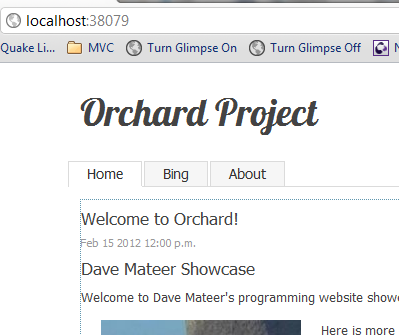 localhost:38079
Quake Li... MVC Turn Glimpse On Turn Glimpse Off N
Orchard Project
Home Bing About
Welcome to Orchard!
Feb 15 2012 12:00 p.m.
Dave Mateer Showcase
Welcome to Dave Mateer's programming website show
Here is more